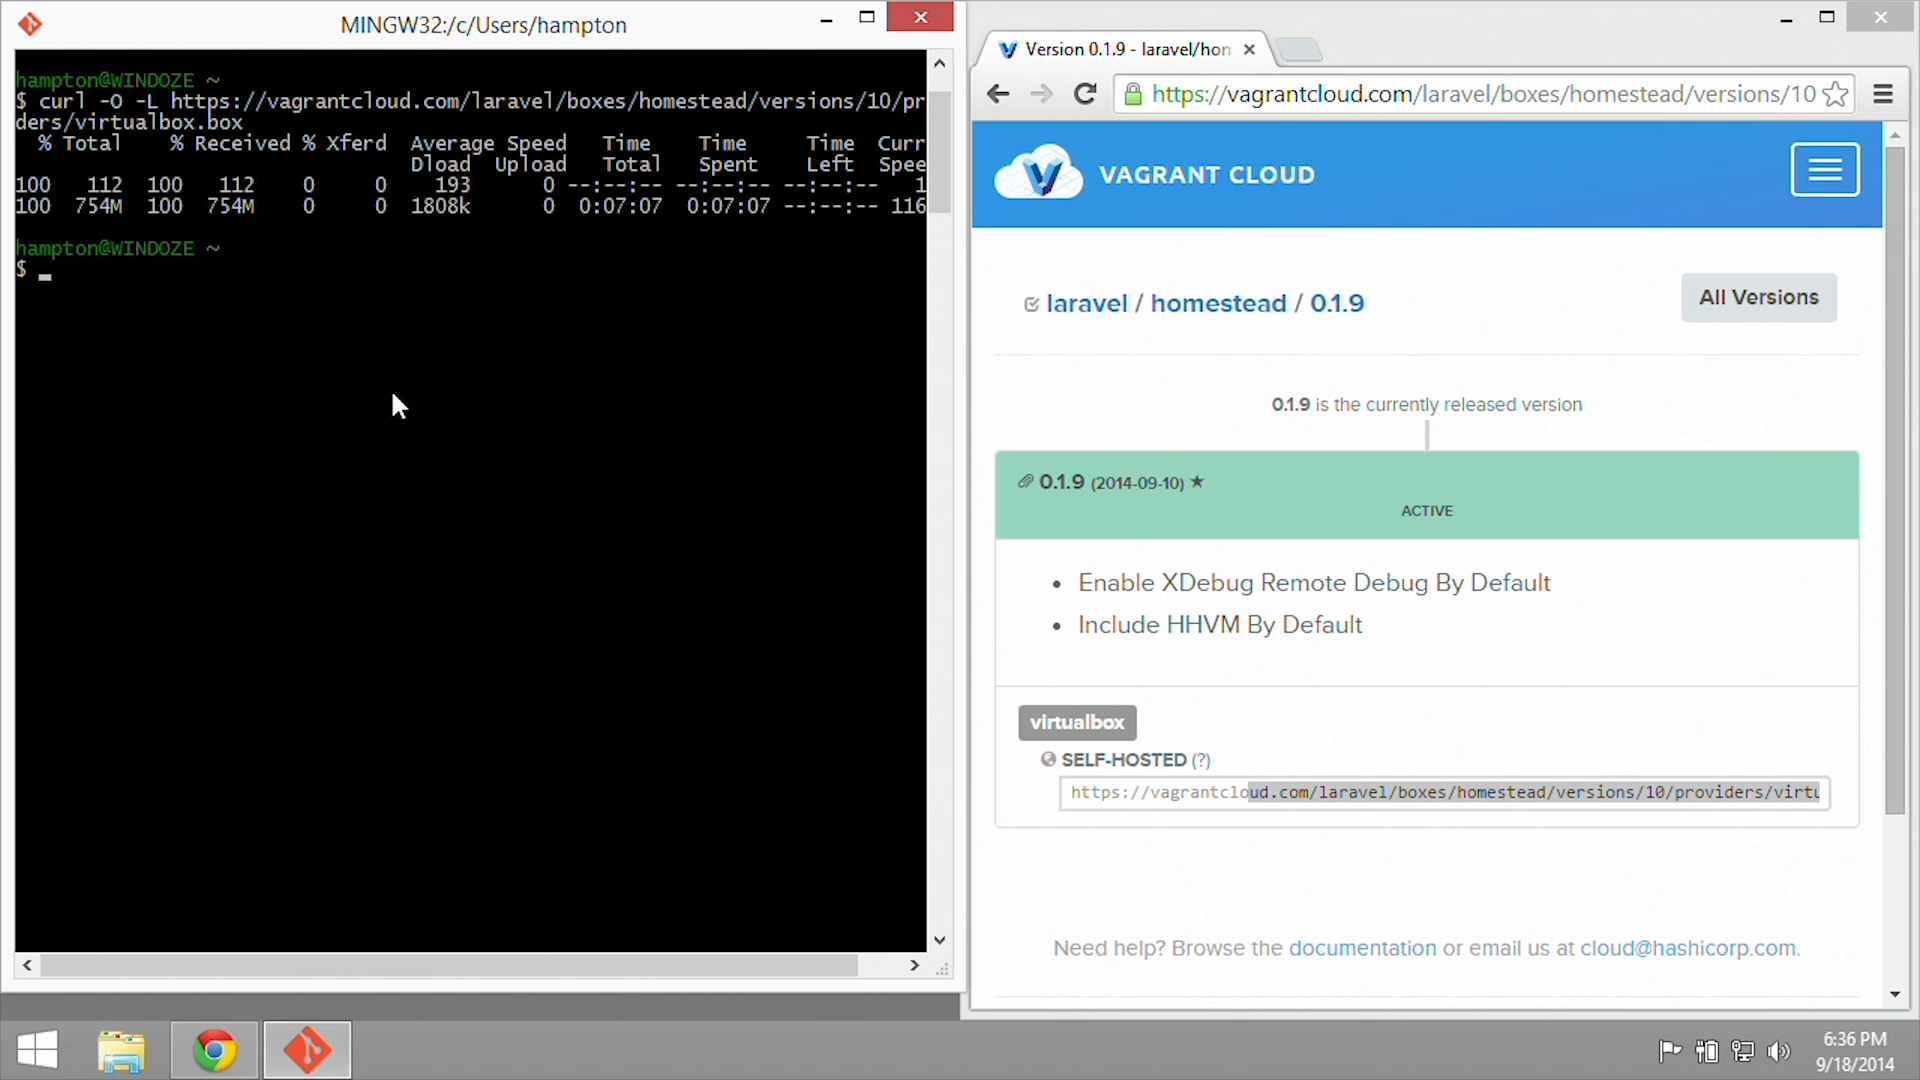 MINGW32:/c/Users/hampton
hampton@WINDOZE ~
$ curl -O -L https://vagrantcloud.com/laravel/boxes/homestead/versions/10/pr
ders/virtualbox.box
% Total % Received % Xferd Average Speed Time Time Time Curr
Dload Upload Total Spent Left Spee
100 112 100 112 0 0 193 0 --:--:-- --:--:-- --:--:-- 1
100 754M 100 754M 0 0 1808k 0 0:07:07 0:07:07 --:--:-- 116
hampton@WINDOZE ~
$
Version 0.1.9 - laravel/hom
https://vagrantcloud.com/laravel/boxes/homestead/versions/10
VAGRANT CLOUD
laravel / homestead / 0.1.9
All Versions
0.1.9 is the currently released version
0.1.9 (2014-09-10) ★
ACTIVE
• Enable XDebug Remote Debug By Default
• Include HHVM By Default
virtualbox
SELF-HOSTED (?)
https://vagrantcloud.com/laravel/boxes/homestead/versions/10/providers/virtu
Need help? Browse the documentation or email us at cloud@hashicorp.com.
6:36 PM
9/18/2014